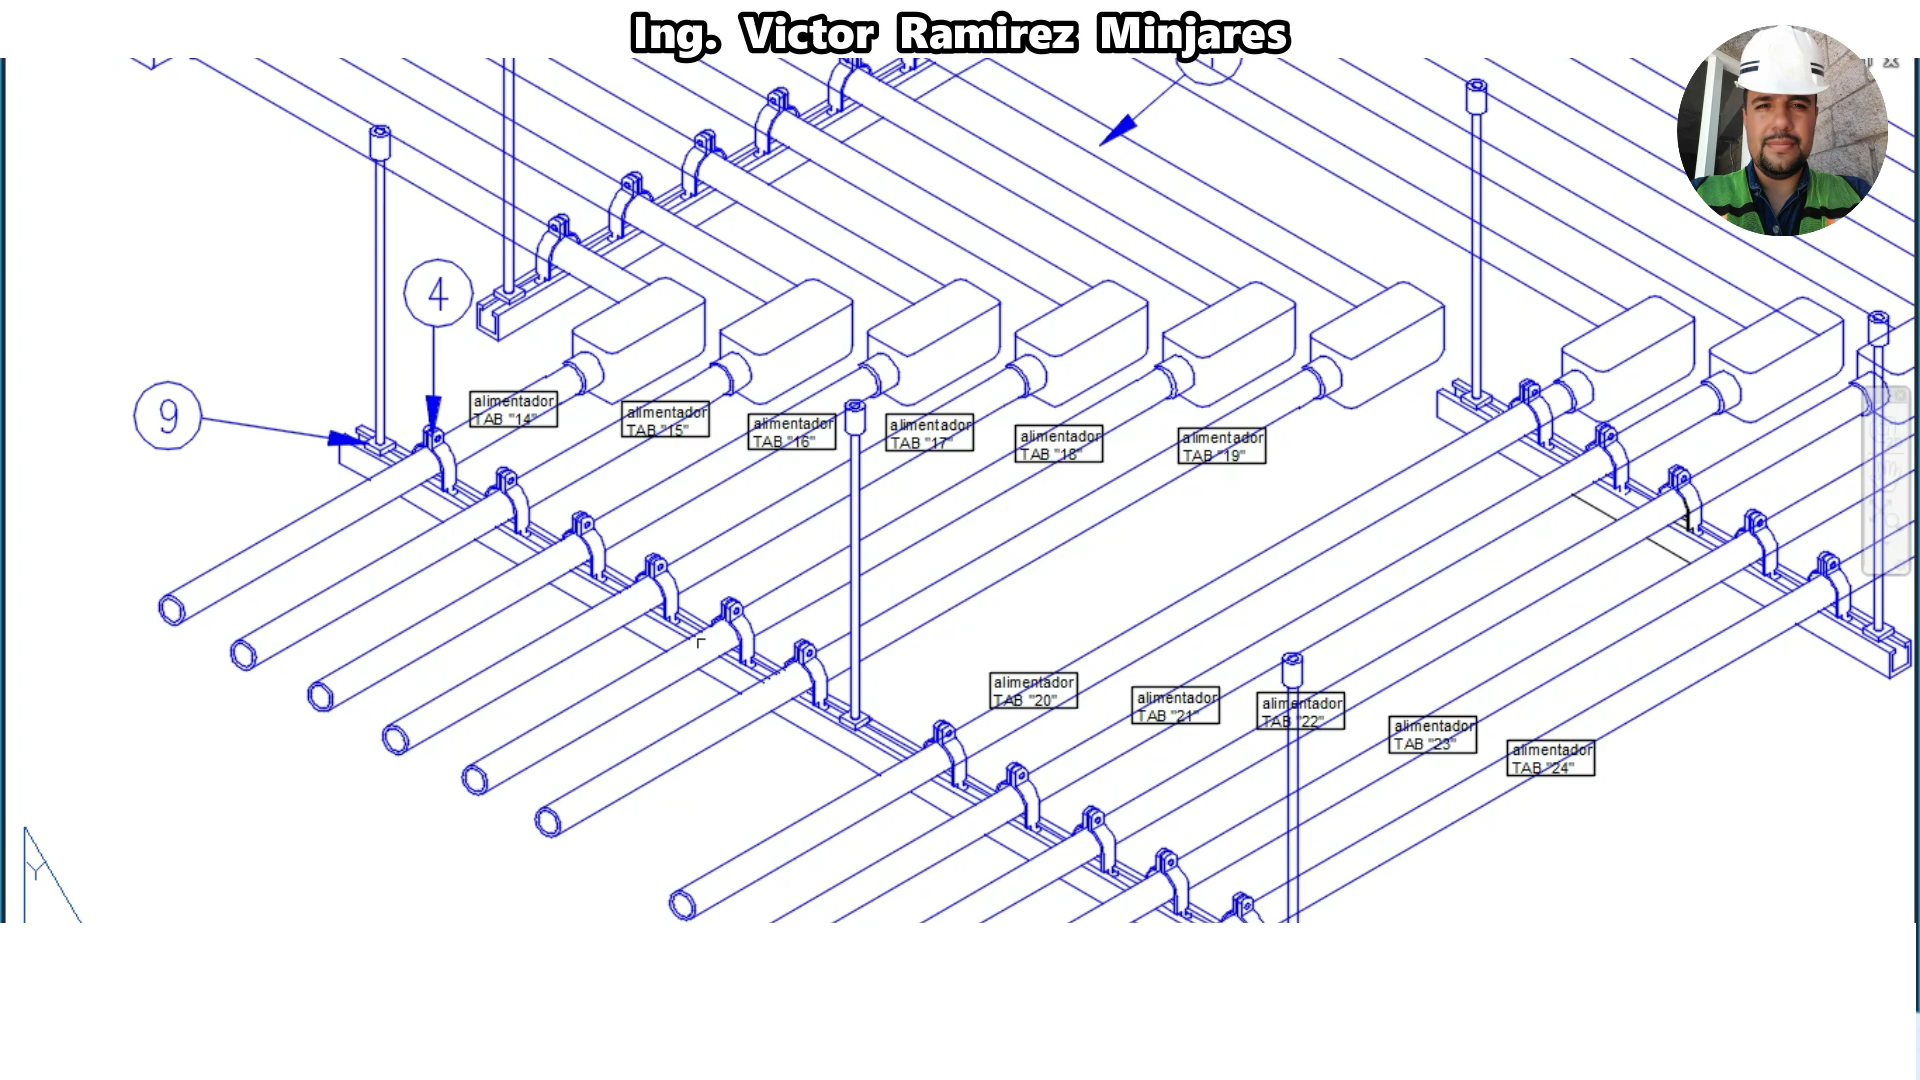 Ing. Victor Ramirez Minjares
4
9
alimentador
TAB "14"
alimentador
TAB "15"
alimentador
TAB "16"
alimentador
TAB "17"
alimentador
TAB "18"
alimentador
TAB "19"
alimentador
TAB "20"
alimentador
TAB "21"
alimentador
TAB "22"
alimentador
TAB "23"
alimentador
TAB "24"
Y